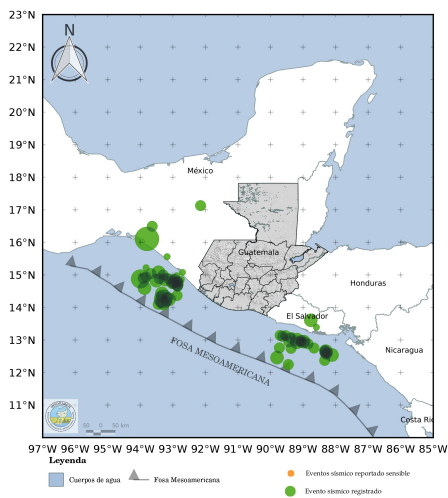 23°N
22°N
21°N
20°N
19°N
18°N
17°N
16°N
15°N
14°N
13°N
12°N
11°N
N
México
Guatemala
Honduras
El Salvador
Nicaragua
Costa Ric
FOSA MESOAMERICANA
50 0 50 km
97°W 96°W 95°W 94°W 93°W 92°W 91°W 90°W 89°W 88°W 87°W 86°W 85°W
Leyenda
Cuerpos de agua
Fosa Mesoamericana
Eventos sísmico reportado sensible
Evento sísmico registrado